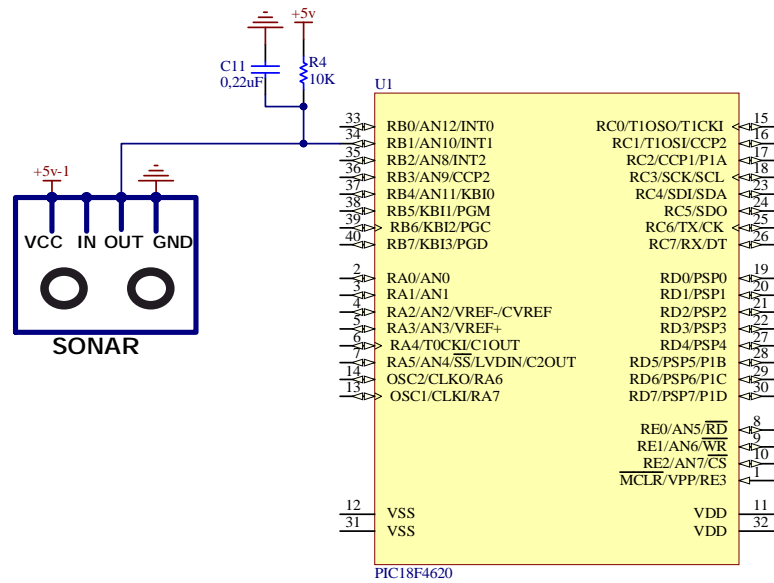 +5v
C11
0,22uF
R4
10K
U1
33 RB0/AN12/INT0 RC0/T1OSO/T1CKI 15
34 RB1/AN10/INT1 RC1/T1OSI/CCP2 16
35 RB2/AN8/INT2 RC2/CCP1/P1A 17
36 RB3/AN9/CCP2 RC3/SCK/SCL 18
37 RB4/AN11/KBI0 RC4/SDI/SDA 23
38 RB5/KBI1/PGM RC5/SDO 24
39 RB6/KBI2/PGC RC6/TX/CK 25
40 RB7/KBI3/PGD RC7/RX/DT 26
+5v-1
VCC IN OUT GND
SONAR
2 RA0/AN0 RD0/PSP0 19
3 RA1/AN1 RD1/PSP1 20
4 RA2/AN2/VREF-/CVREF RD2/PSP2 21
5 RA3/AN3/VREF+ RD3/PSP3 22
6 RA4/T0CKI/C1OUT RD4/PSP4 27
7 RA5/AN4/SS/LVDIN/C2OUT RD5/PSP5/P1B 28
14 OSC2/CLKO/RA6 RD6/PSP6/P1C 29
13 OSC1/CLKI/RA7 RD7/PSP7/P1D 30
RE0/AN5/RD 8
RE1/AN6/WR 9
RE2/AN7/CS 10
MCLR/VPP/RE3 1
12 VSS VDD 11
31 VSS VDD 32
PIC18F4620